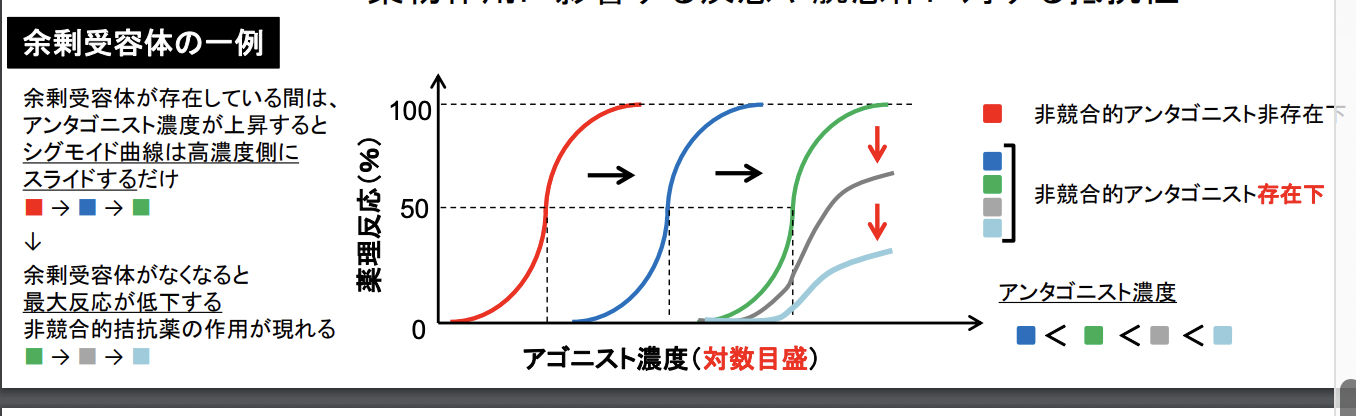 余剰受容体の一例
余剰受容体が存在している間は、
アンタゴニスト濃度が上昇すると
シグモイド曲線は高濃度側に
スライドするだけ
→ →
↓
余剰受容体がなくなると
最大反応が低下する
非競合的拮抗薬の作用が現れる
→ →
薬理反応(%)
100
50
0
アゴニスト濃度(対数目盛)
非競合的アンタゴニスト非存在下
非競合的アンタゴニスト存在下
アンタゴニスト濃度
< < <